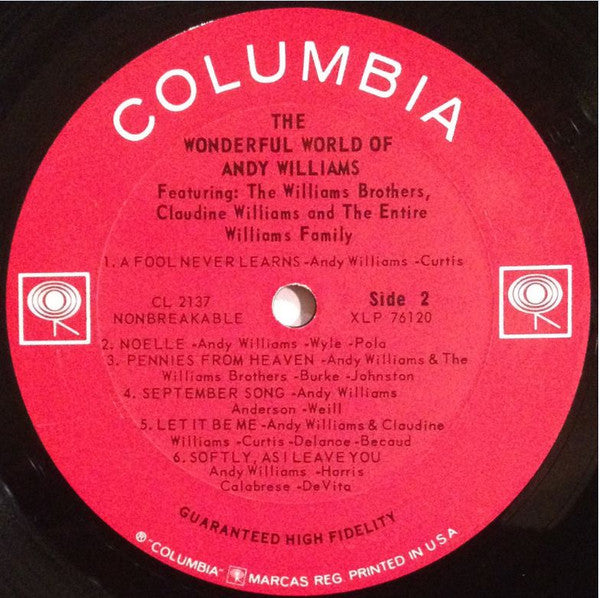 COLUMBIA
THE
WONDERFUL WORLD OF
ANDY WILLIAMS
Featuring: The Williams Brothers,
Claudine Williams and The Entire
Williams Family
1. A FOOL NEVER LEARNS -Andy Williams -Curtis
CL 2137
NONBREAKABLE
Side 2
XLP 76120
2. NOELLE -Andy Williams -Wyle -Pola
3. PENNIES FROM HEAVEN -Andy Williams & The
Williams Brothers -Burke -Johnston
4. SEPTEMBER SONG -Andy Williams
Anderson -Weill
5. LET IT BE ME -Andy Williams & Claudine
Williams -Curtis -Delanoe -Becaud
6. SOFTLY, AS I LEAVE YOU
Andy Williams -Harris
Calabrese -DeVita
GUARANTEED HIGH FIDELITY
® "COLUMBIA" MARCAS REG. PRINTED IN U.S.A.